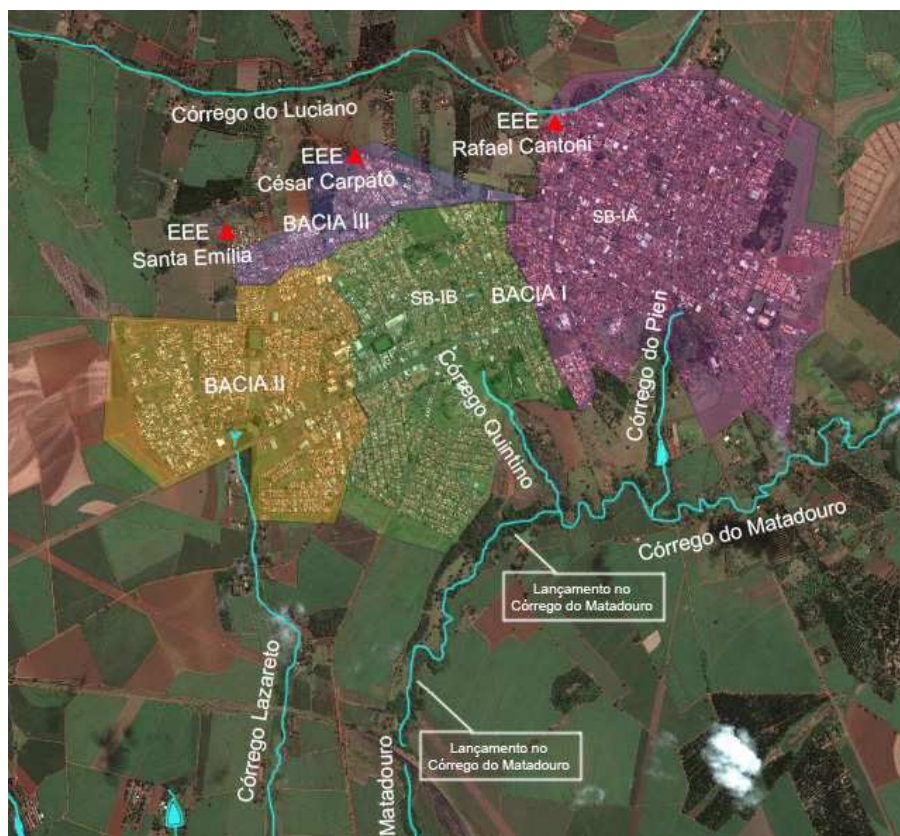 Córrego do Luciano
EEE
Rafael Cantoni
EEE
César Carpató
BACIA III
EEE
Santa Emília
SB-IA
SB-IB
BACIA I
BACIA II
Córrego do Pien
Córrego Quintino
Córrego do Matadouro
Lançamento no
Córrego do Matadouro
Córrego Lazareto
Lançamento no
Córrego do Matadouro
Matadouro